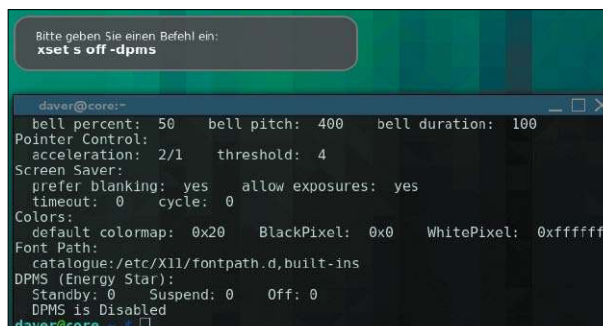 Bitte geben Sie einen Befehl ein:
xset s off -dpms
daver@core:~
bell percent:  50    bell pitch:  400    bell duration:  100
Pointer Control:
acceleration:  2/1    threshold:  4
Screen Saver:
prefer blanking:  yes    allow exposures:  yes
timeout:  0    cycle:  0
Colors:
default colormap:  0x20    BlackPixel:  0x0    WhitePixel:  0xffffff
Font Path:
catalogue:/etc/X11/fontpath.d,built-ins
DPMS (Energy Star):
Standby: 0    Suspend: 0    Off: 0
DPMS is Disabled
daver@core ~ #